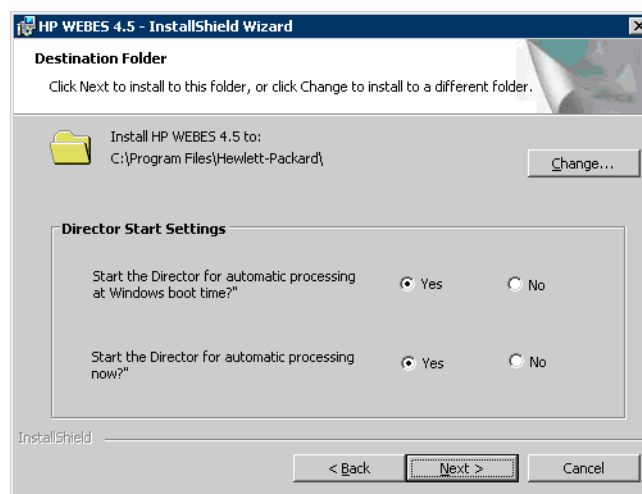 HP WEBES 4.5 - InstallShield Wizard
Destination Folder
Click Next to install to this folder, or click Change to install to a different folder.
Install HP WEBES 4.5 to:
C:\Program Files\Hewlett-Packard\
Change...
Director Start Settings
Start the Director for automatic processing
at Windows boot time?"
Yes
No
Start the Director for automatic processing
now?"
Yes
No
InstallShield
< Back
Next >
Cancel